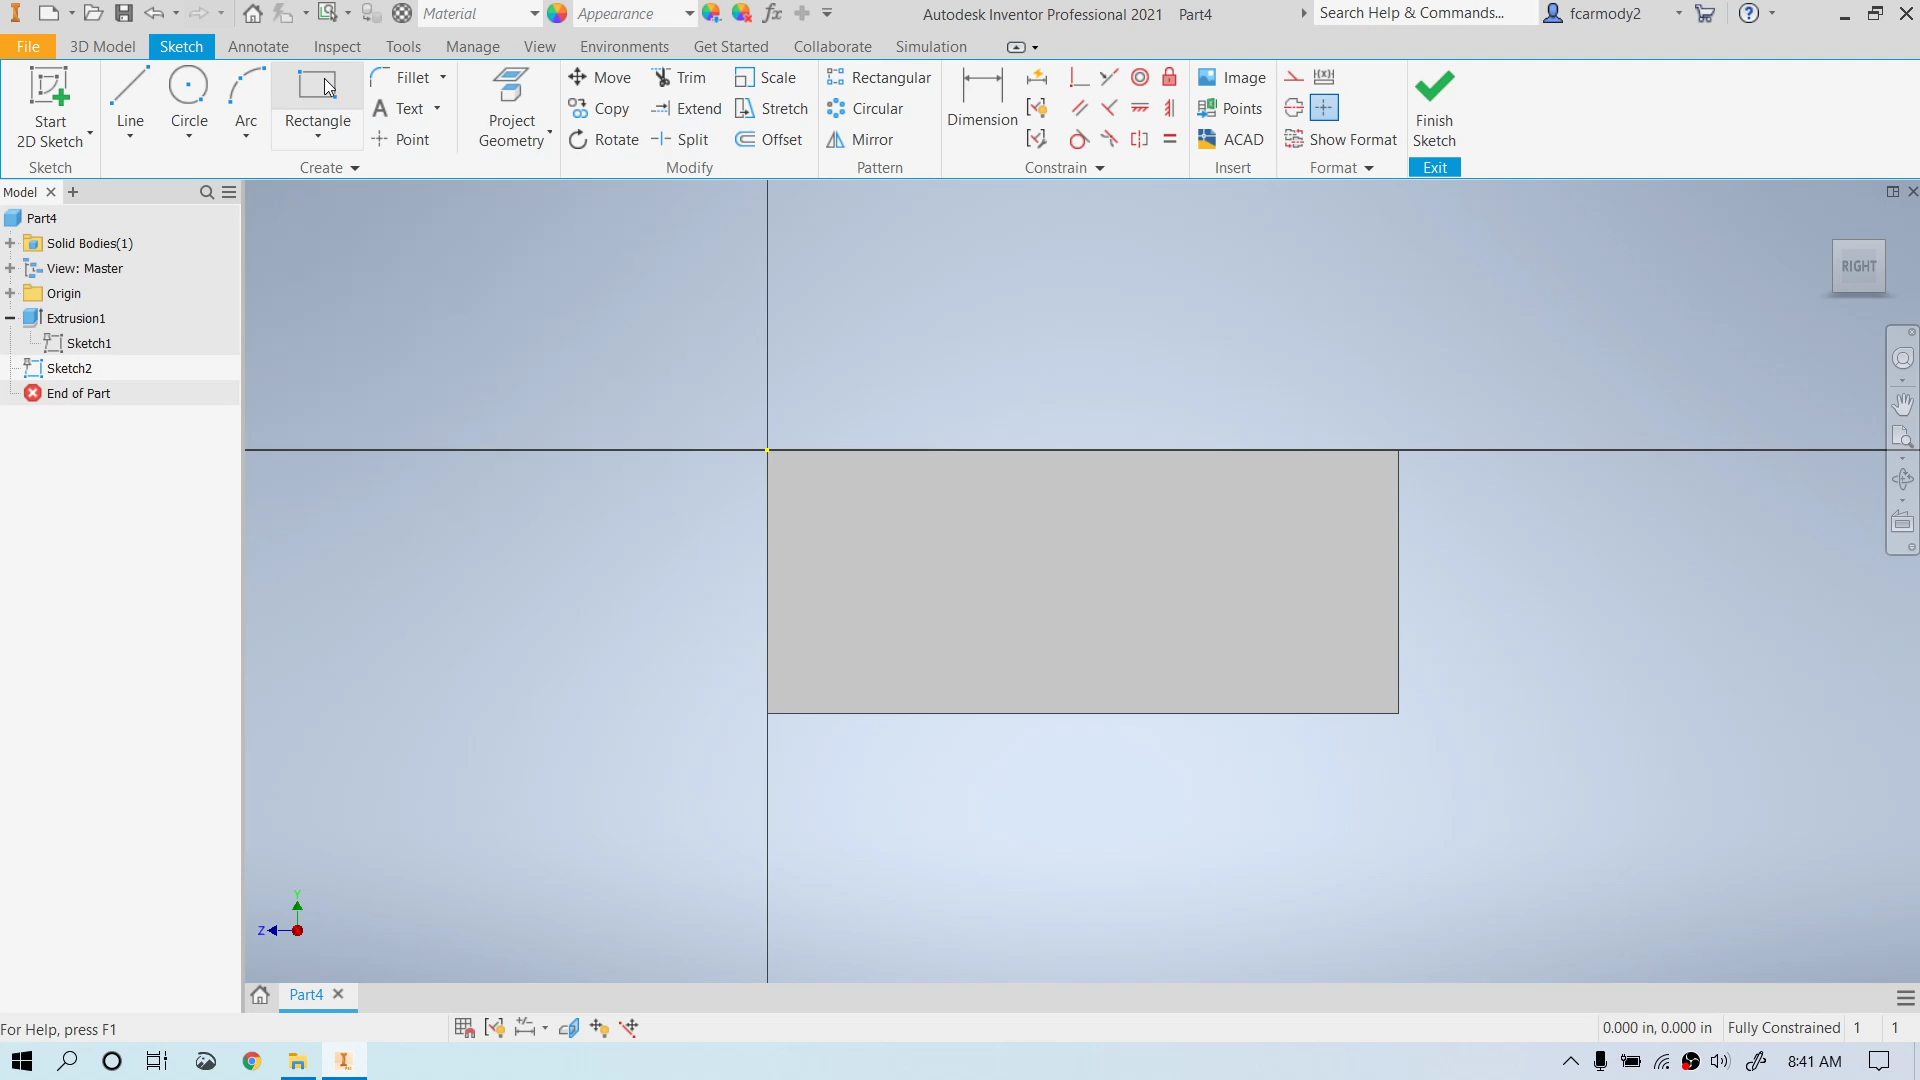 Material
Appearance
Autodesk Inventor Professional 2021 Part4
Search Help & Commands...
fcarmody2
File 3D Model Sketch Annotate Inspect Tools Manage View Environments Get Started Collaborate Simulation
Start
2D Sketch
Line
Circle
Arc
Rectangle
Fillet
Text
Point
Project
Geometry
Move
Copy
Rotate
Trim
Extend
Split
Scale
Stretch
Offset
Rectangular
Circular
Mirror
Dimension
Image
Points
ACAD
Show Format
Finish
Sketch
Sketch
Create
Modify
Pattern
Constrain
Insert
Format
Exit
Model
Part4
Solid Bodies(1)
View: Master
Origin
Extrusion1
Sketch1
Sketch2
End of Part
RIGHT
Y
Z
Part4
For Help, press F1
0.000 in, 0.000 in Fully Constrained 1 1
8:41 AM